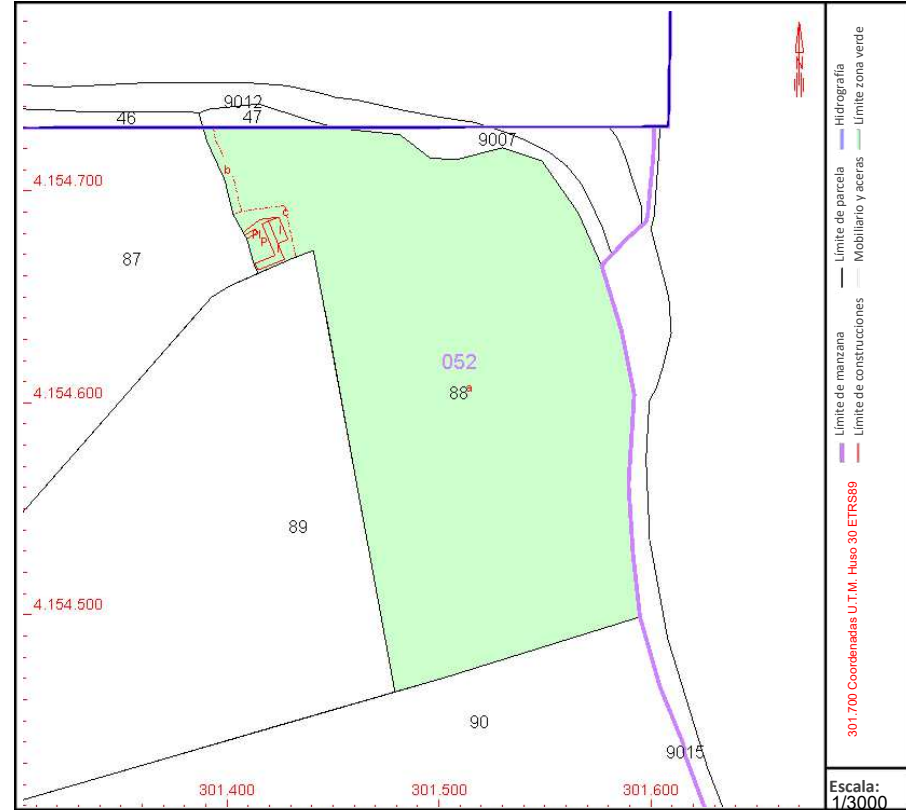 9012
46
47
9007
b
4.154.700
c
PI
P
I
I
87
052
88a
4.154.600
89
4.154.500
90
9015
301.400
301.500
301.600
N
Límite de manzana
Límite de parcela
Hidrografía
Límite de construcciones
Mobiliario y aceras
Límite zona verde
301.700 Coordenadas U.T.M. Huso 30 ETRS89
Escala:
1/3000